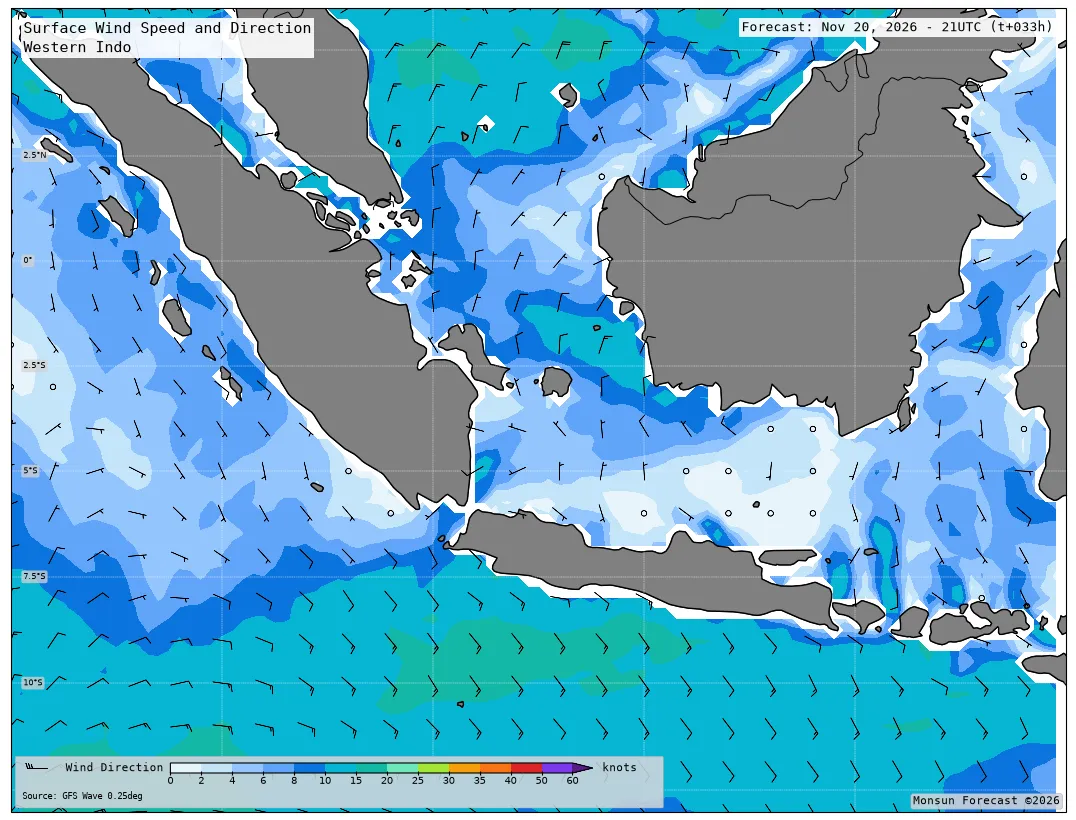 Surface Wind Speed and Direction
Western Indo
Forecast: Nov 20, 2026 - 21UTC (t+033h)
2.5°N
0°
2.5°S
5°S
7.5°S
10°S
Wind Direction
knots
0 2 4 6 8 10 15 20 25 30 35 40 50 60
Source: GFS Wave 0.25deg
Monsun Forecast ©2026